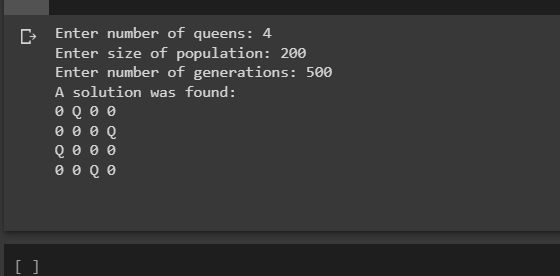 Enter number of queens: 4
Enter size of population: 200
Enter number of generations: 500
A solution was found:
0 Q 0 0
0 0 0 Q
Q 0 0 0
0 0 Q 0
[ ]